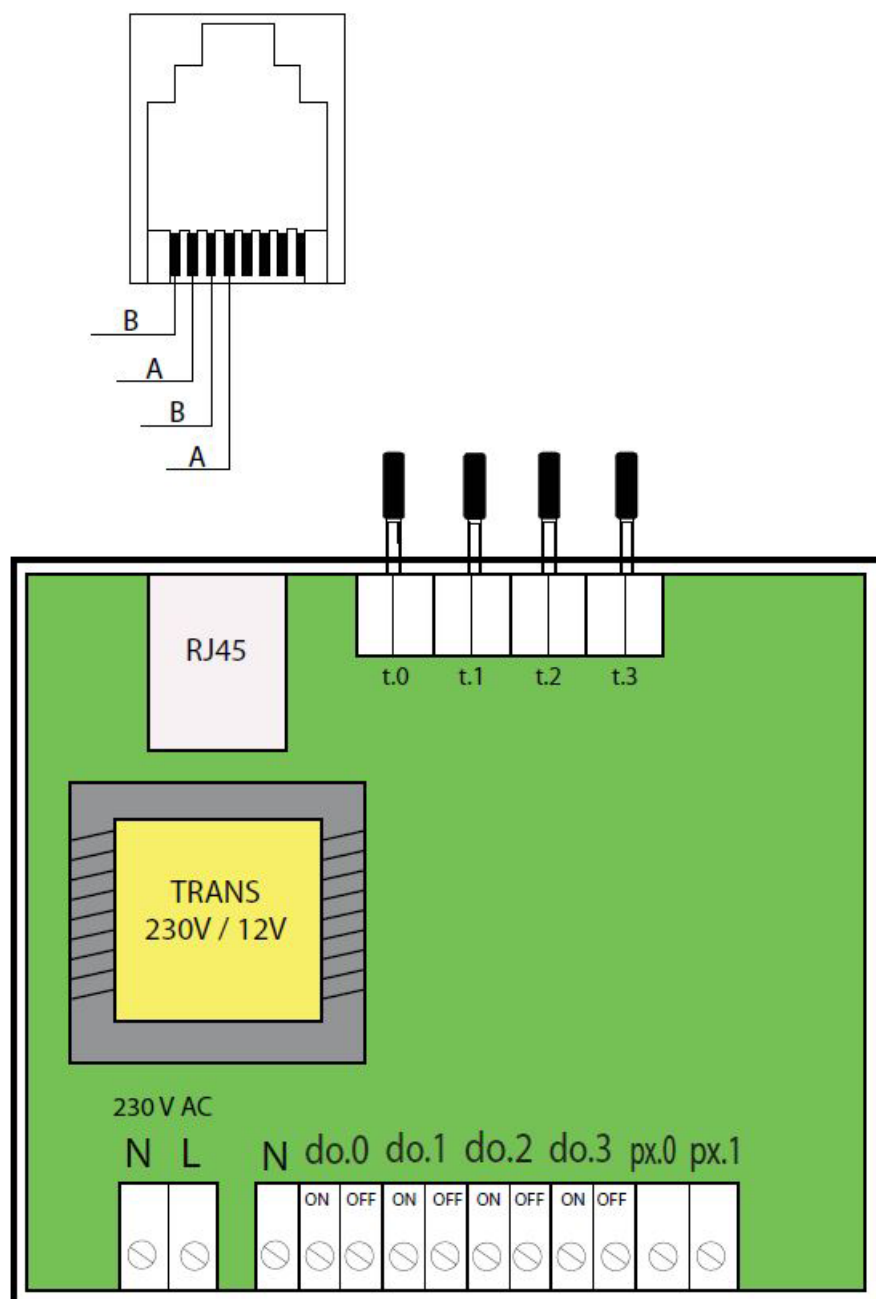 B
A
B
A
RJ45
t.0 t.1 t.2 t.3
TRANS
230V / 12V
230 V AC
N L N do.0 do.1 do.2 do.3 px.0 px.1
ON OFF ON OFF ON OFF ON OFF